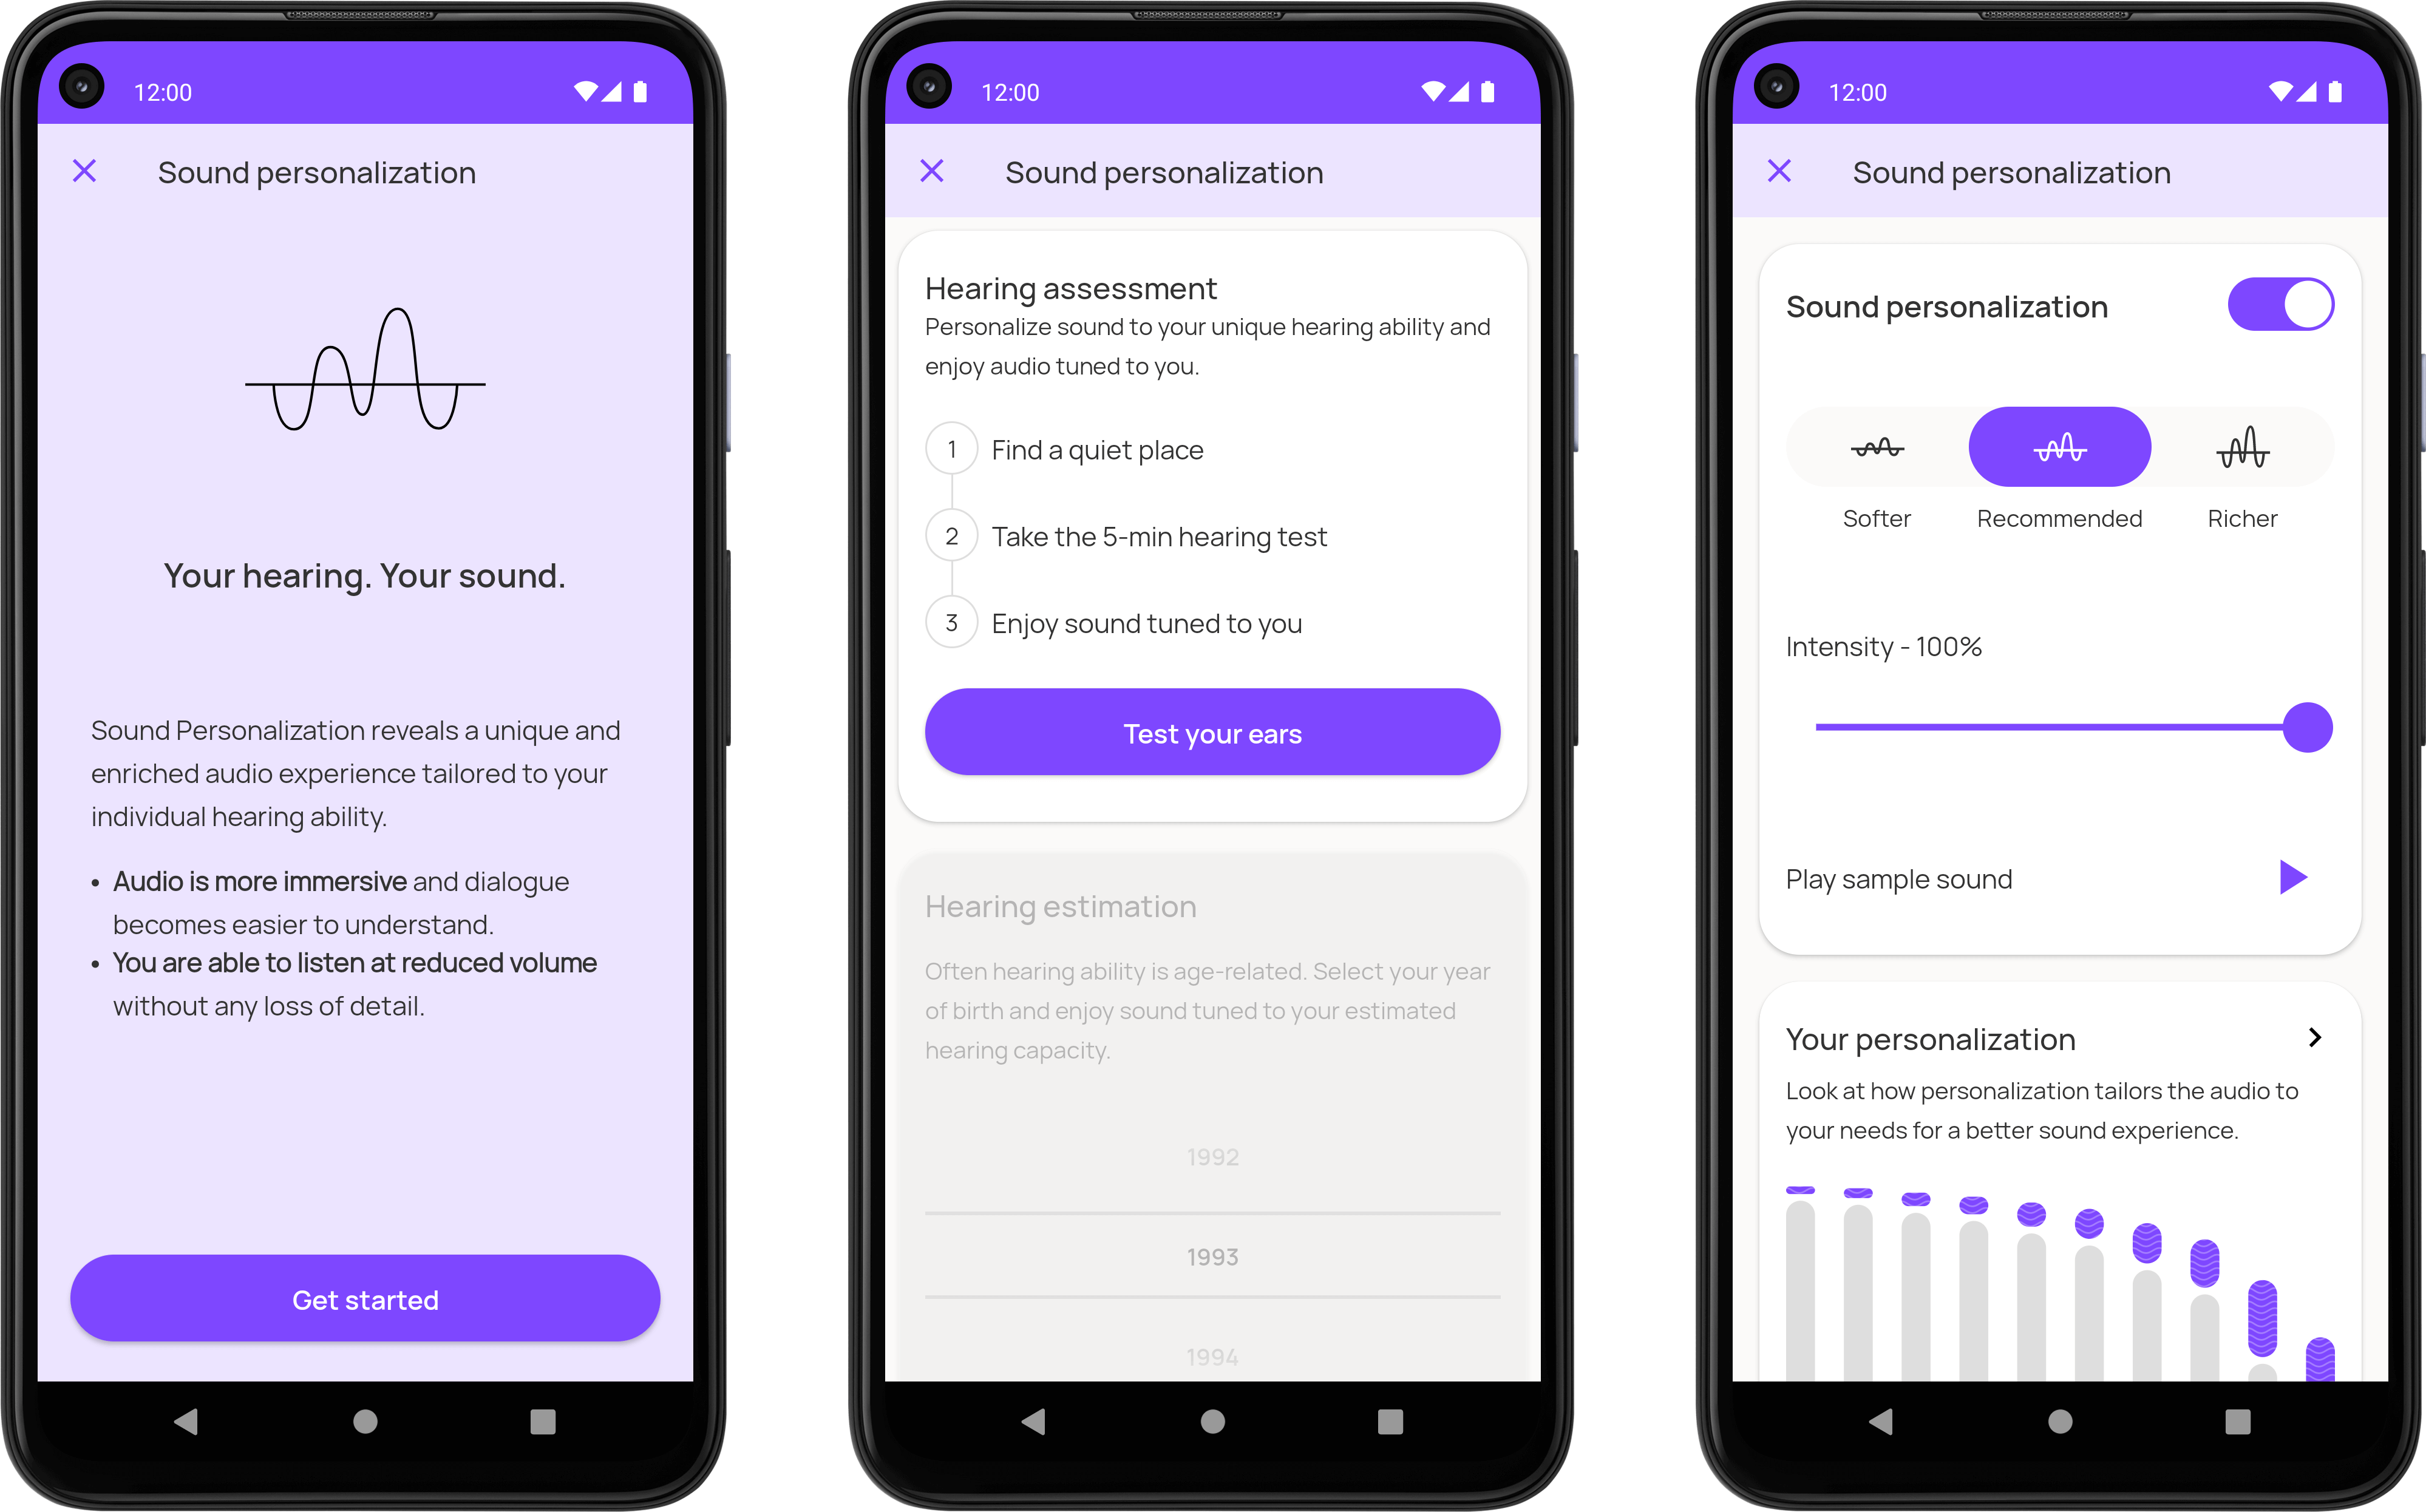 12:00
Sound personalization
Your hearing. Your sound.
Sound Personalization reveals a unique and
enriched audio experience tailored to your
individual hearing ability.
• Audio is more immersive and dialogue
becomes easier to understand.
• You are able to listen at reduced volume
without any loss of detail.
Get started
12:00
Sound personalization
Hearing assessment
Personalize sound to your unique hearing ability and
enjoy audio tuned to you.
1 Find a quiet place
2 Take the 5-min hearing test
3 Enjoy sound tuned to you
Test your ears
Hearing estimation
Often hearing ability is age-related. Select your year
of birth and enjoy sound tuned to your estimated
hearing capacity.
1992
1993
1994
12:00
Sound personalization
Sound personalization
Softer Recommended Richer
Intensity - 100%
Play sample sound
Your personalization
Look at how personalization tailors the audio to
your needs for a better sound experience.